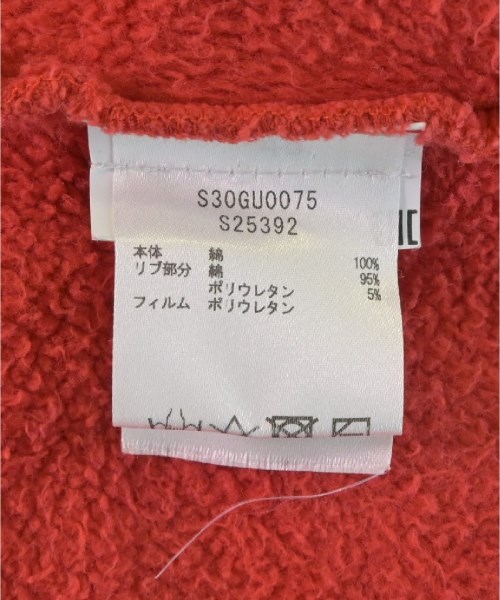 S30GU0075
S25392
本体 綿 100%
リブ部分 綿 95%
ポリウレタン 5%
フィルム ポリウレタン